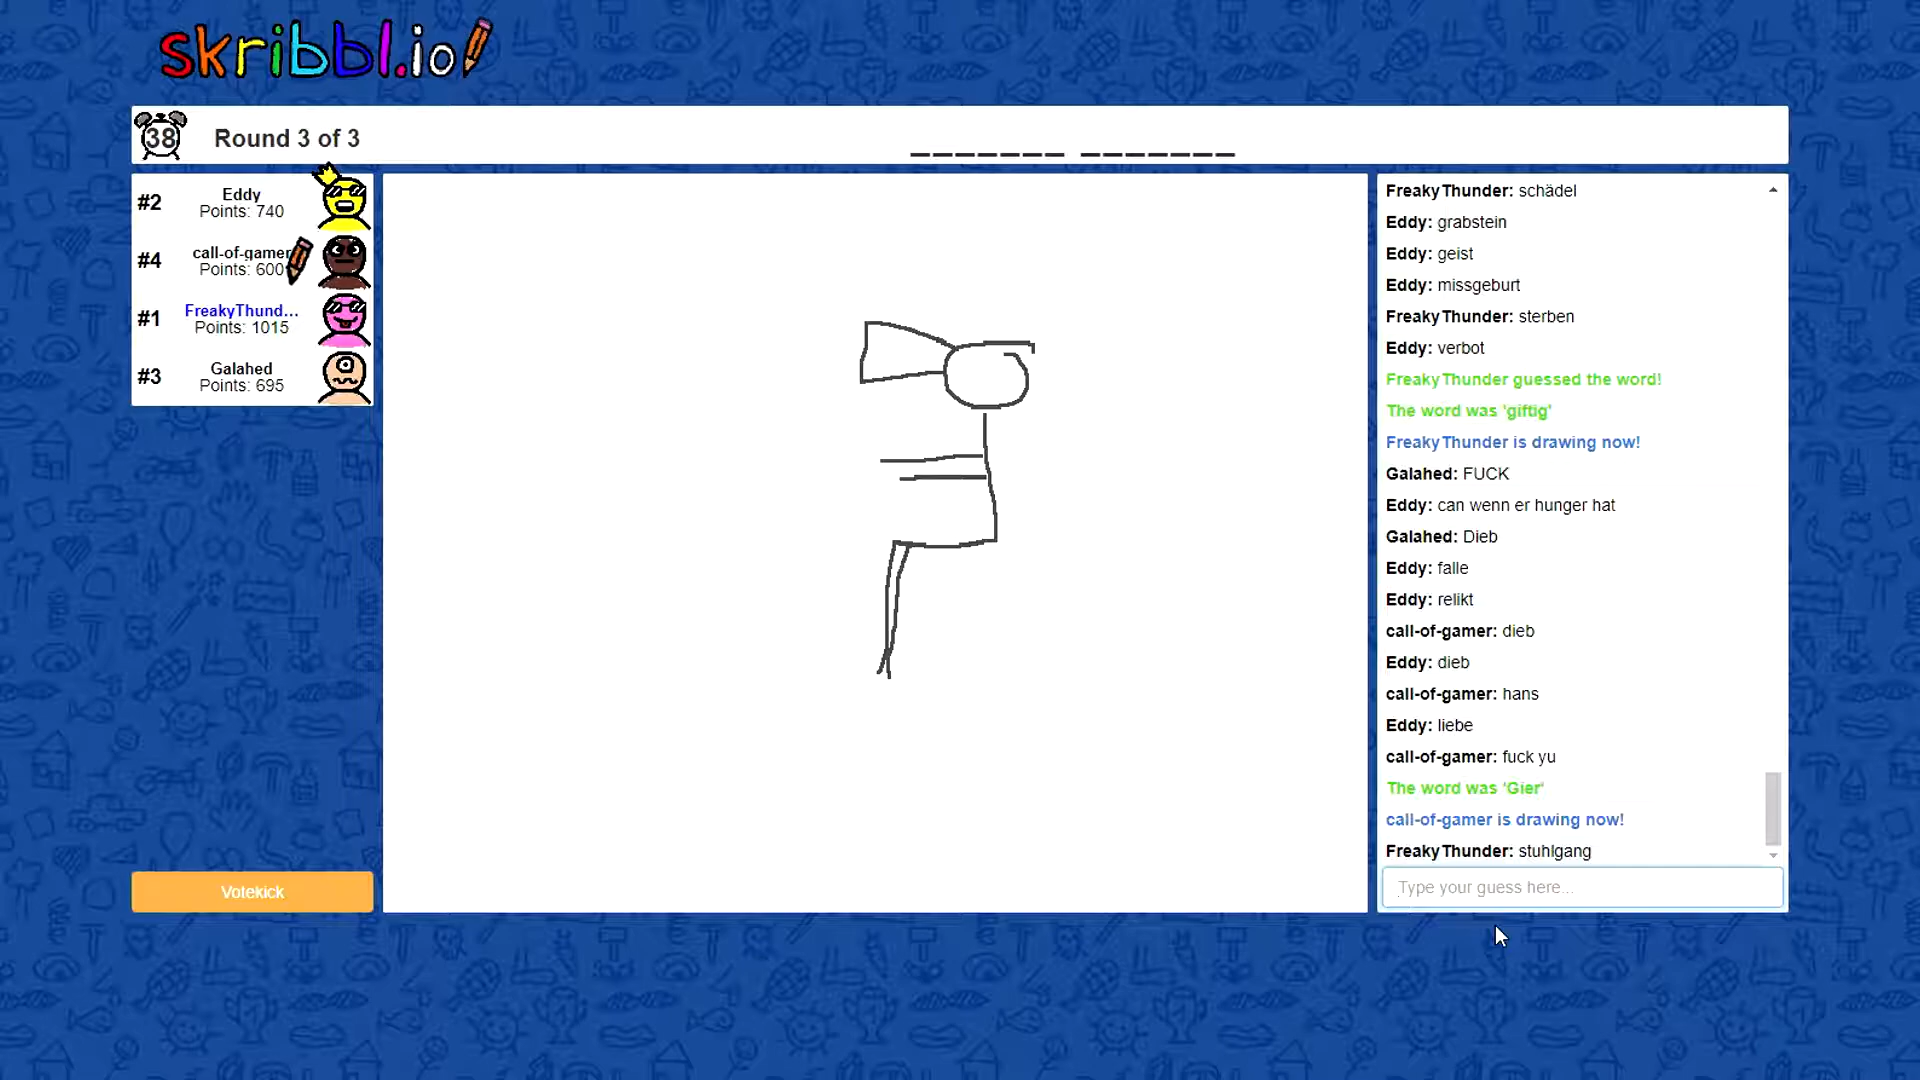 skribbl.io
38
Round 3 of 3
_______ _______
#2
Eddy
Points: 740
#4
call-of-gamer
Points: 600
#1
FreakyThund...
Points: 1015
#3
Galahed
Points: 695
Votekick
FreakyThunder: schädel
Eddy: grabstein
Eddy: geist
Eddy: missgeburt
FreakyThunder: sterben
Eddy: verbot
FreakyThunder guessed the word!
The word was 'giftig'
FreakyThunder is drawing now!
Galahed: FUCK
Eddy: can wenn er hunger hat
Galahed: Dieb
Eddy: falle
Eddy: relikt
call-of-gamer: dieb
Eddy: dieb
call-of-gamer: hans
Eddy: liebe
call-of-gamer: fuck yu
The word was 'Gier'
call-of-gamer is drawing now!
FreakyThunder: stuhlgang
Type your guess here...